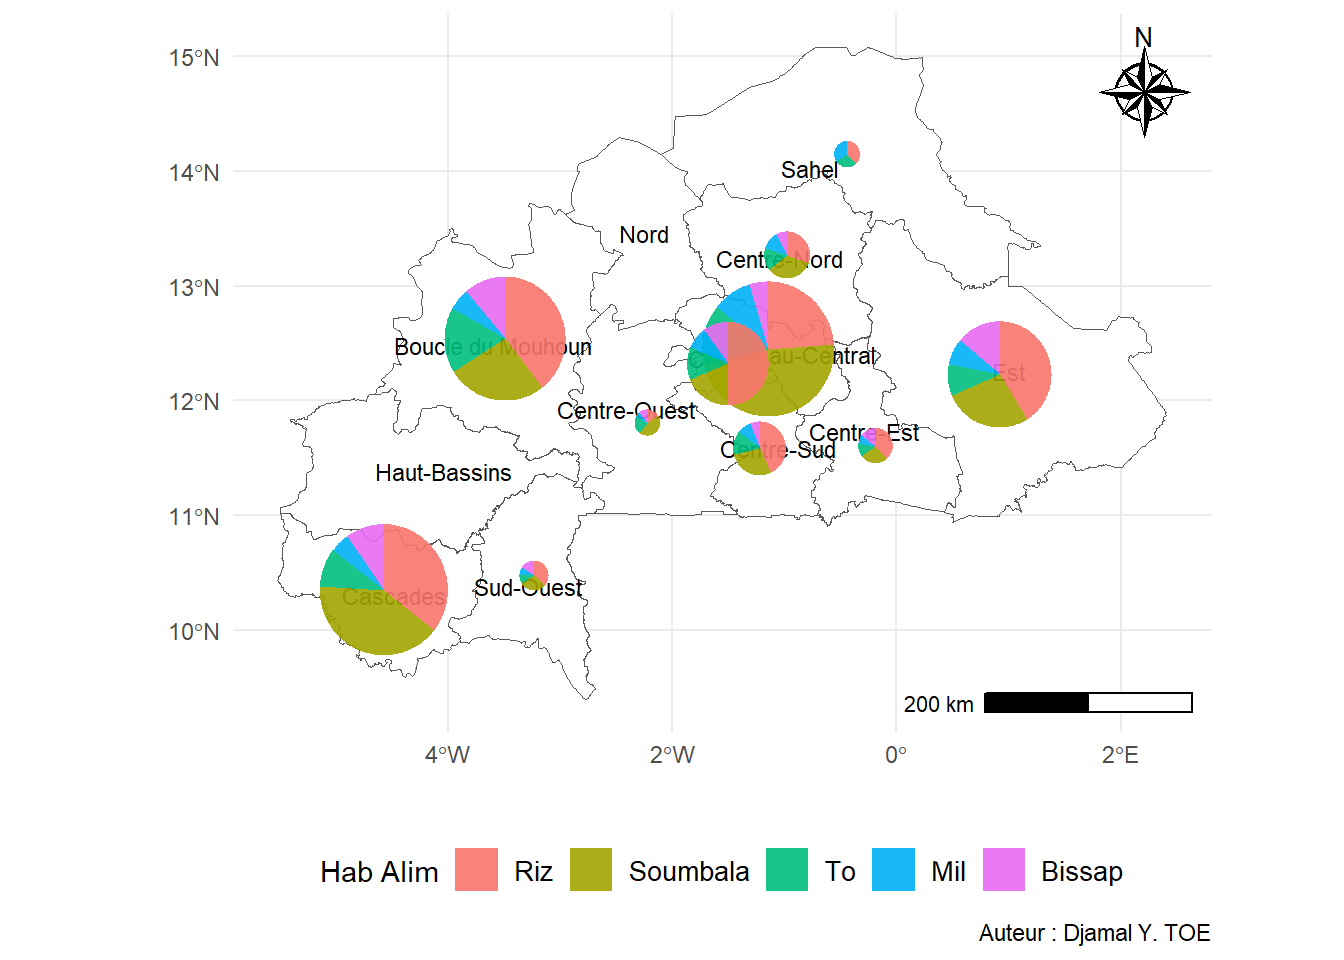 N
15°N
14°N
13°N
12°N
11°N
10°N
Sahel
Nord
Centre-Nord
Boucle du Mouhoun
eau-Central
Est
Centre-Ouest
Centre-Est
Centre-Sud
Haut-Bassins
Cascades
Sud-Ouest
200 km
4°W
2°W
0°
2°E
Hab Alim
Riz
Soumbala
To
Mil
Bissap
Auteur : Djamal Y. TOE